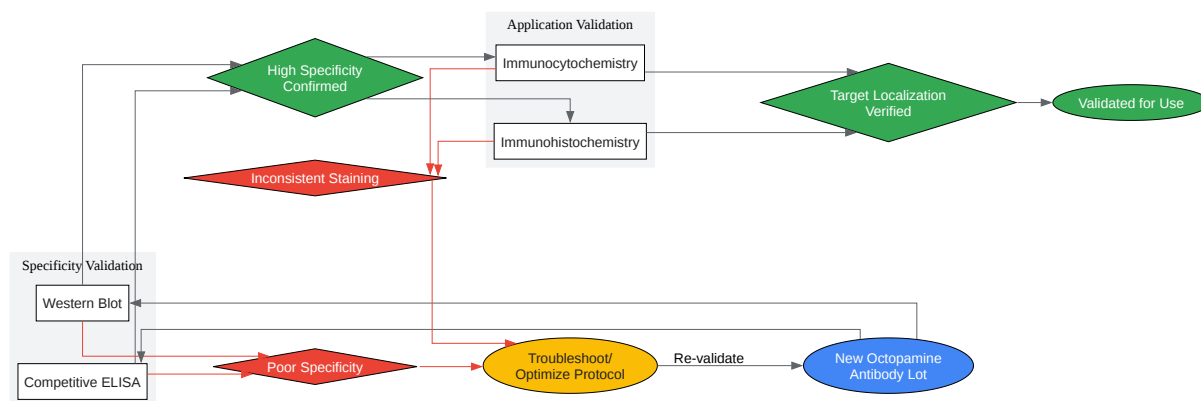 Application Validation
Immunocytochemistry
High Specificity
Confirmed
Target Localization
Verified
Validated for Use
Immunohistochemistry
Inconsistent Staining
Specificity Validation
Western Blot
Competitive ELISA
Poor Specificity
Troubleshoot/
Optimize Protocol
Re-validate
New Octopamine
Antibody Lot